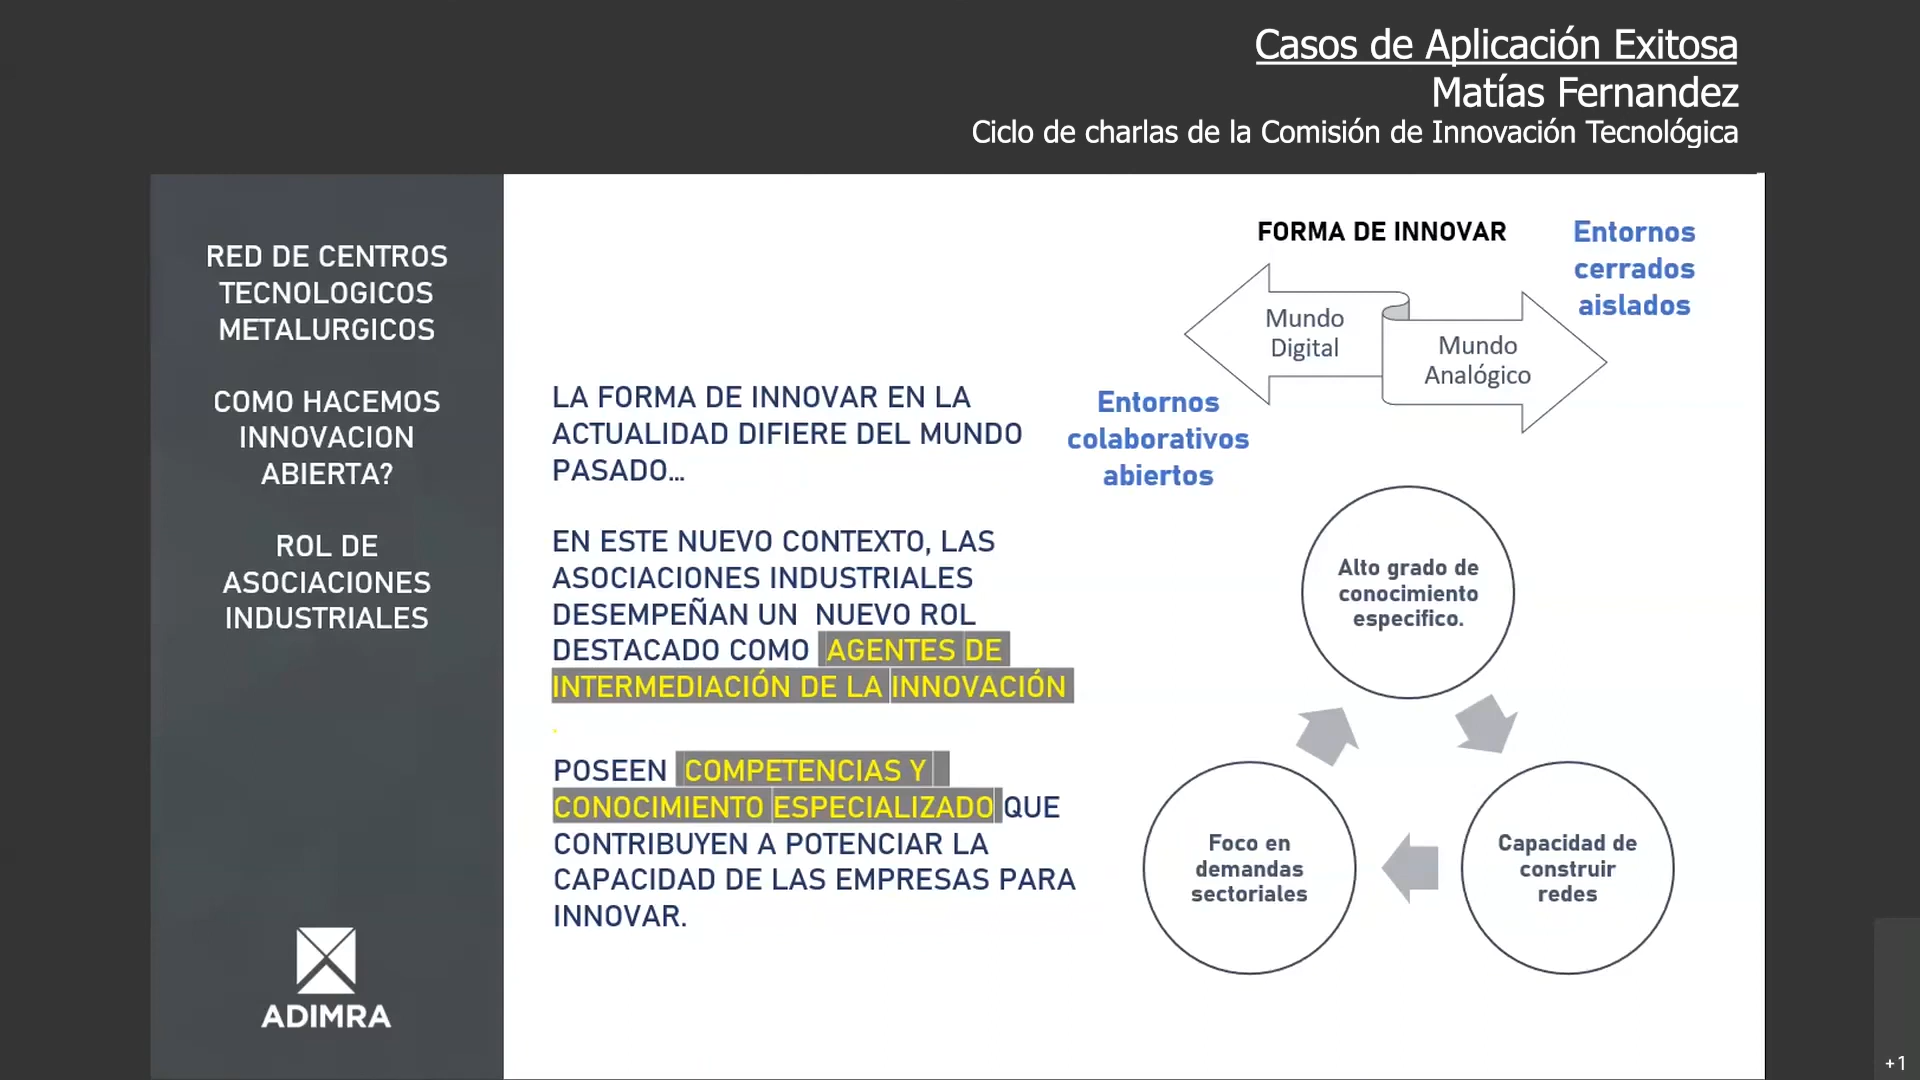 Casos de Aplicación Exitosa
Matías Fernandez
Ciclo de charlas de la Comisión de Innovación Tecnológica
RED DE CENTROS
TECNOLOGICOS
METALURGICOS
COMO HACEMOS
INNOVACION
ABIERTA?
ROL DE
ASOCIACIONES
INDUSTRIALES
ADIMRA
LA FORMA DE INNOVAR EN LA
ACTUALIDAD DIFIERE DEL MUNDO
PASADO...
EN ESTE NUEVO CONTEXTO, LAS
ASOCIACIONES INDUSTRIALES
DESEMPEÑAN UN NUEVO ROL
DESTACADO COMO AGENTES DE
INTERMEDIACIÓN DE LA INNOVACIÓN
.
POSEEN COMPETENCIAS Y
CONOCIMIENTO ESPECIALIZADO QUE
CONTRIBUYEN A POTENCIAR LA
CAPACIDAD DE LAS EMPRESAS PARA
INNOVAR.
FORMA DE INNOVAR
Entornos
cerrados
aislados
Mundo
Digital
Mundo
Analógico
Entornos
colaborativos
abiertos
Alto grado de
conocimiento
especifico.
Foco en
demandas
sectoriales
Capacidad de
construir
redes
+1